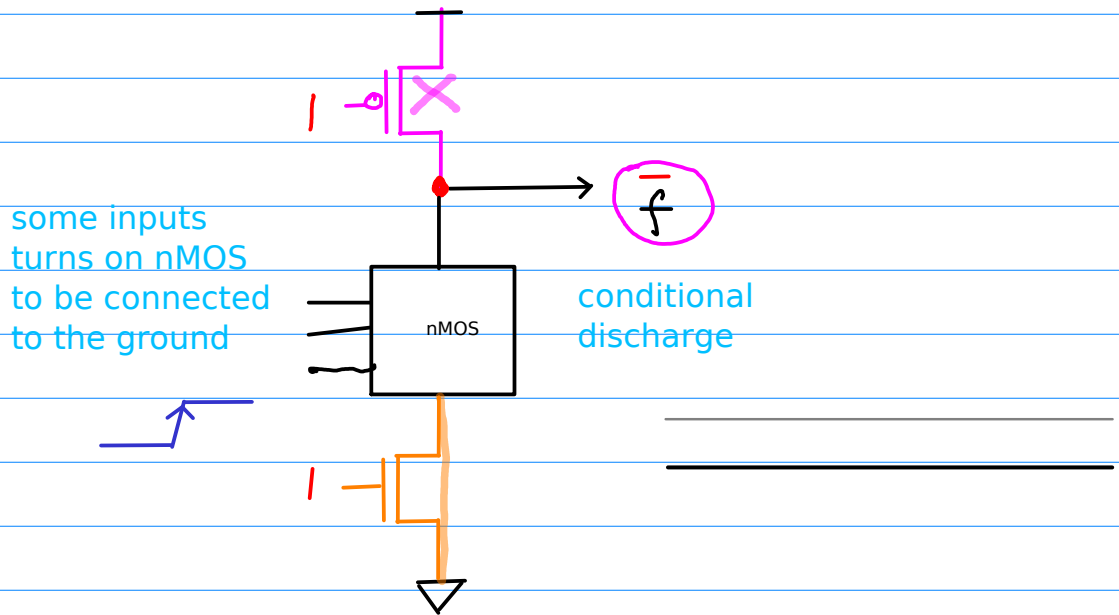 1
f̅
some inputs
turns on nMOS
to be connected
to the ground
nMOS
conditional
discharge
1